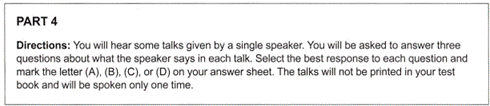 PART 4
Directions: You will hear some talks given by a single speaker. You will be asked to answer three
questions about what the speaker says in each talk. Select the best response to each question and
mark the letter (A), (B), (C), or (D) on your answer sheet. The talks will not be printed in your test
book and will be spoken only one time.